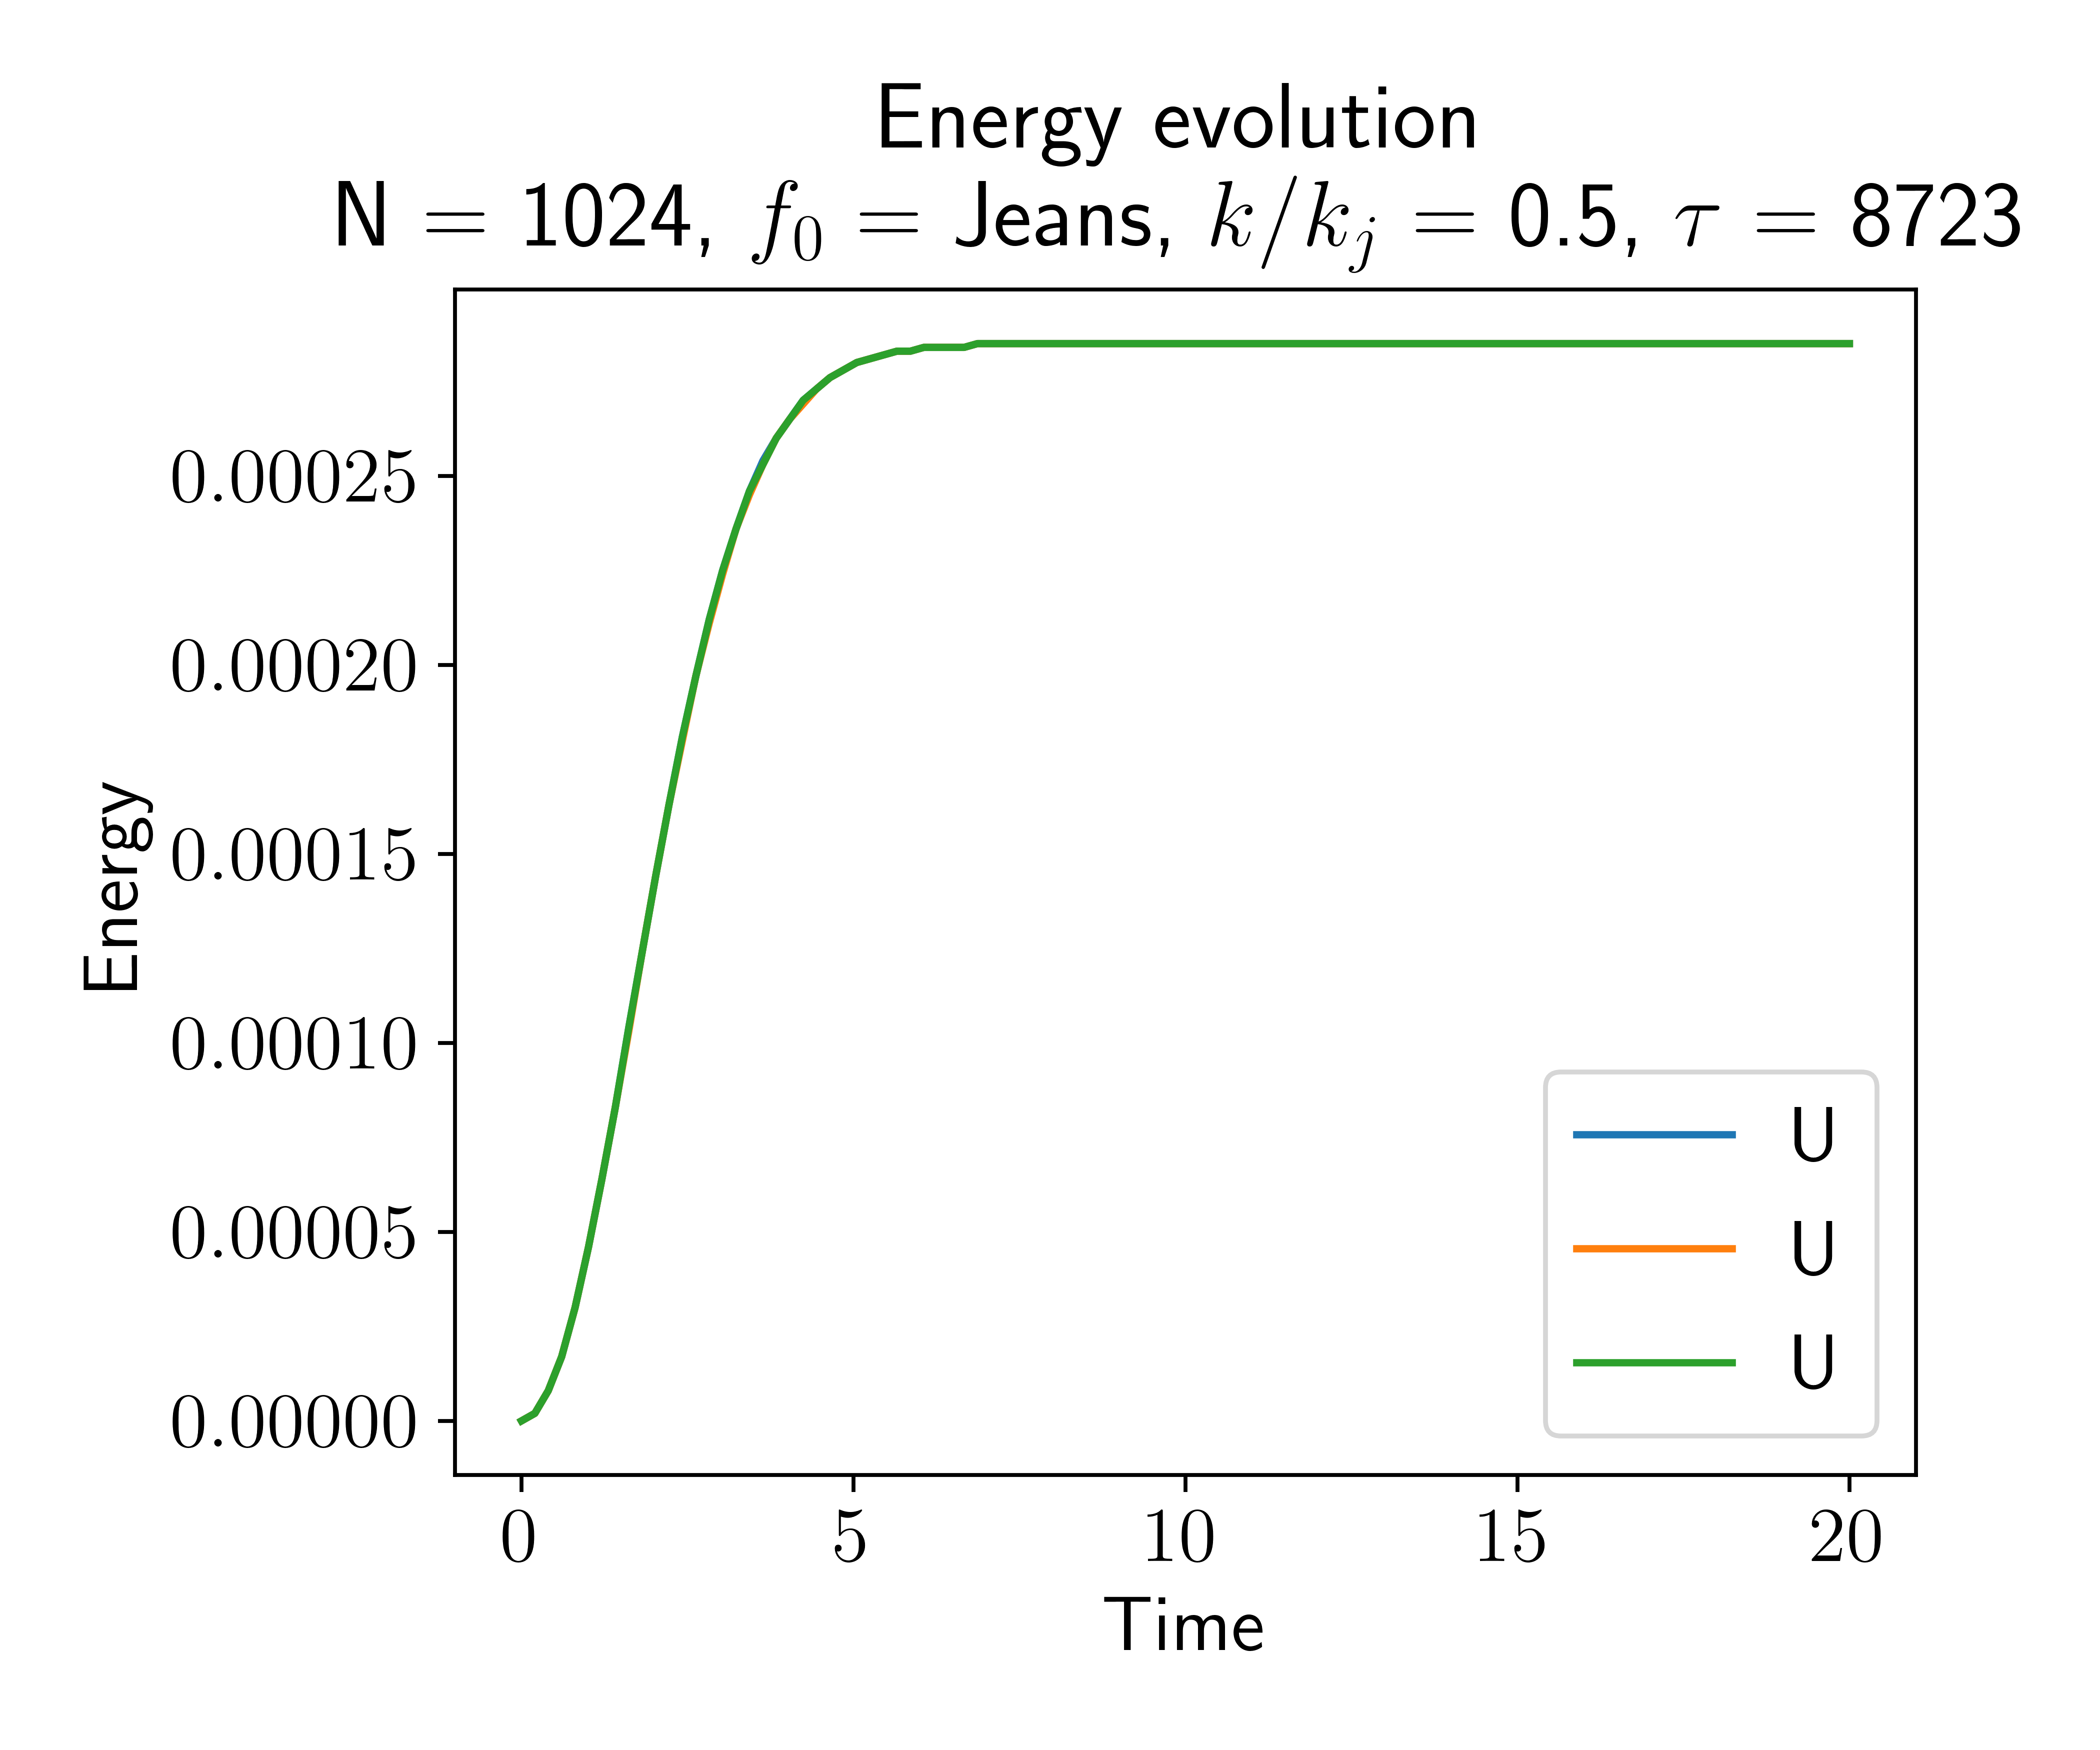 Energy evolution
N = 1024, f₀ = Jeans, k/kⱼ = 0.5, τ = 8723
Energy
0.00025
0.00020
0.00015
0.00010
0.00005
0.00000
U
U
U
0 5 10 15 20
Time